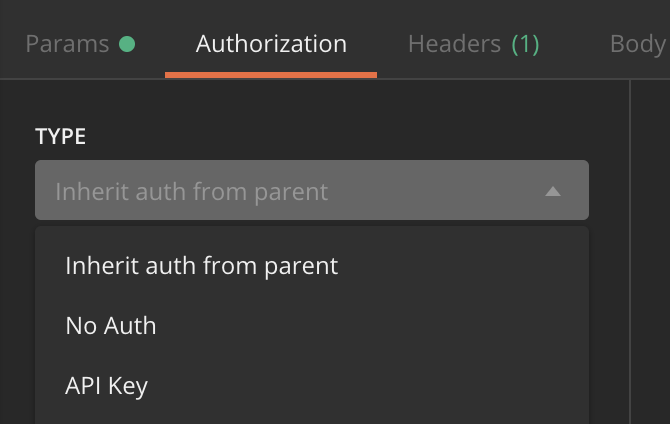 Params Authorization Headers (1) Body
TYPE
Inherit auth from parent
Inherit auth from parent
No Auth
API Key